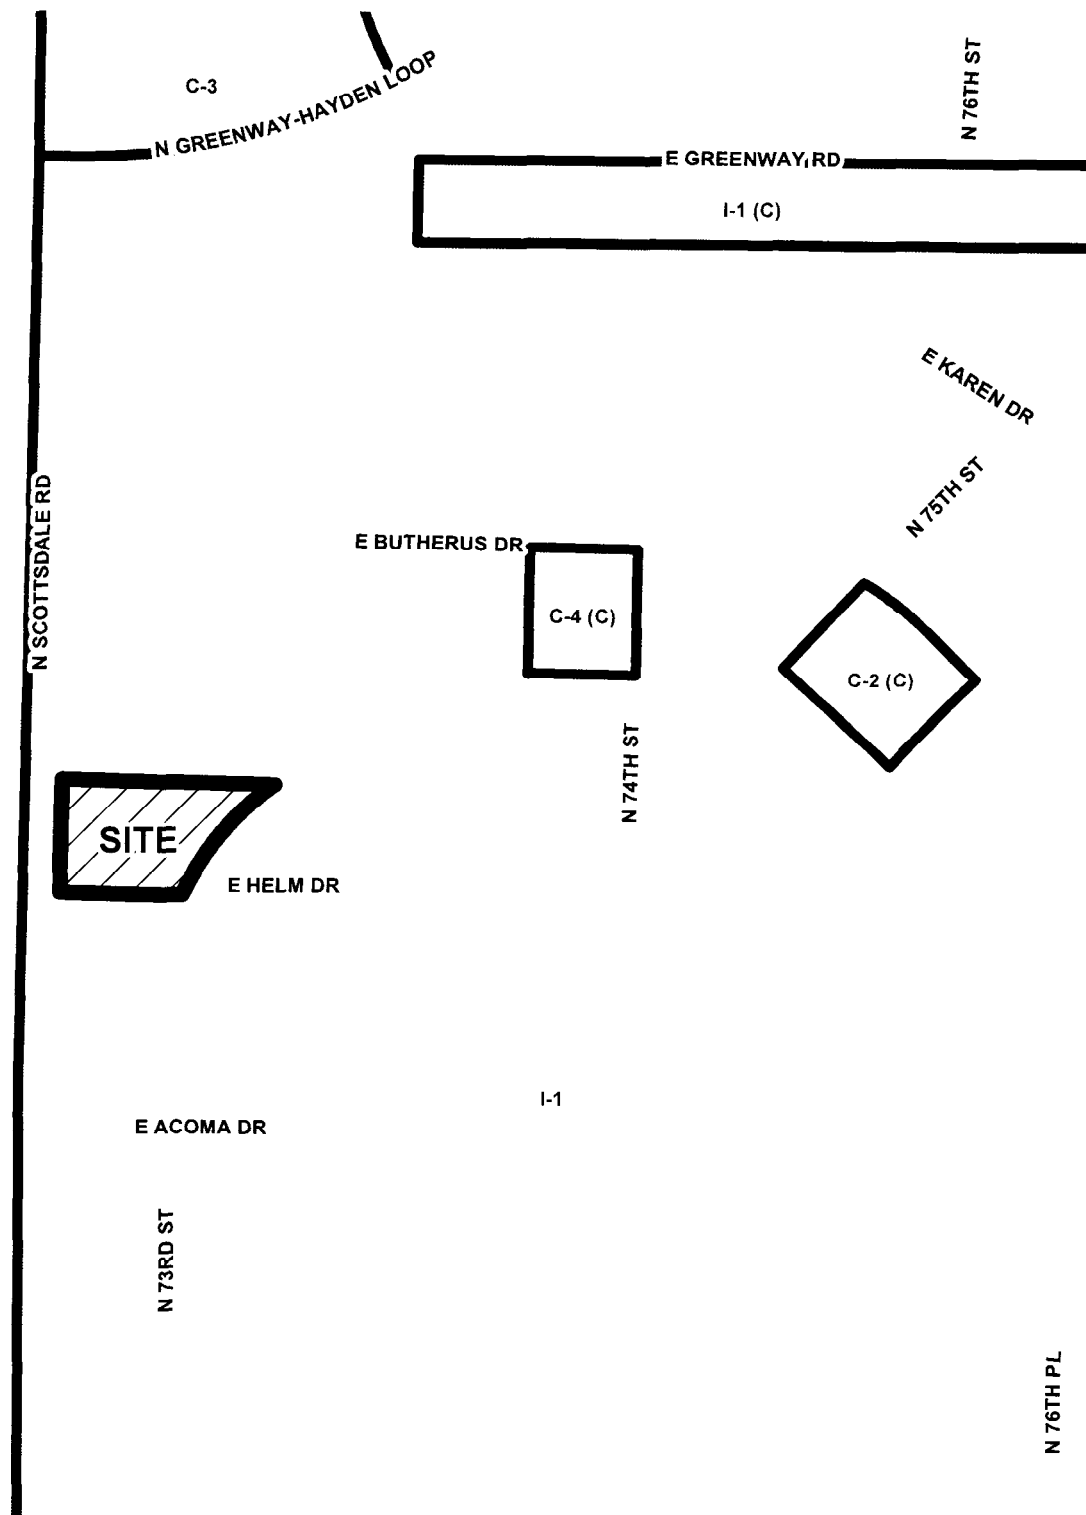 C-3
N GREENWAY-HAYDEN LOOP
N 76TH ST
E GREENWAY RD
I-1 (C)
E KAREN DR
N 75TH ST
N SCOTTSDALE RD
E BUTHERUS DR
C-4 (C)
C-2 (C)
N 74TH ST
SITE
E HELM DR
I-1
E ACOMA DR
N 73RD ST
N 76TH PL